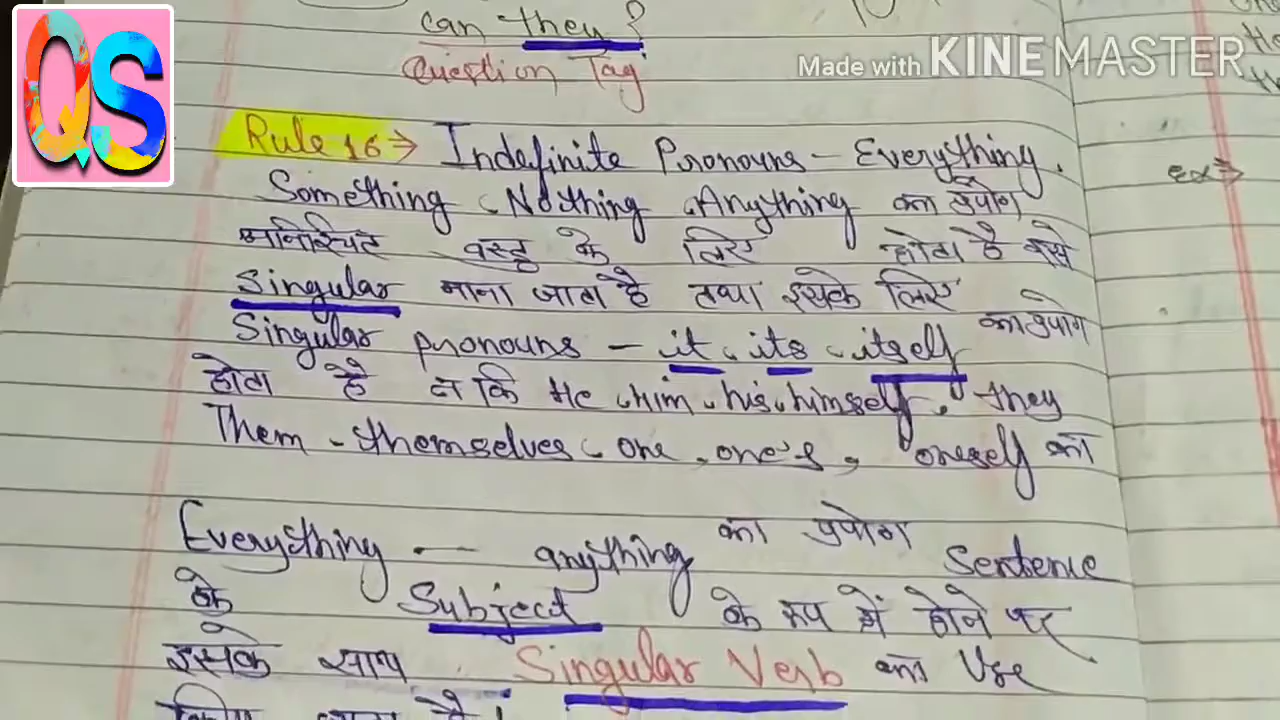 can they?
Question Tag
Made with KINEMASTER
QS
Rule 16 → Indefinite Pronouns - Everything.
Something, Nothing, Anything का प्रयोग
अनिश्चित वस्तु के लिए होता है इसे
Singular माना जाता है तथा इसके लिए
Singular pronouns - it, its, itself का प्रयोग
होता है न कि He, him, his, himself, they
Them, themselves, one, one's, oneself का
Everything -- anything का प्रयोग Sentence
के Subject के रूप में होने पर
इसके साथ Singular Verb का Use
ex →